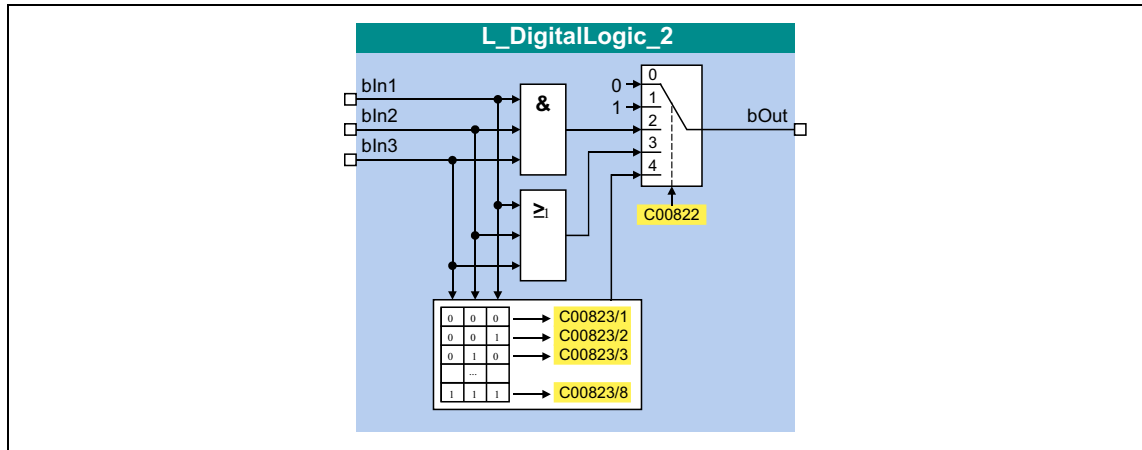 L_DigitalLogic_2
bIn1
bIn2
bIn3
&
≥1
0
1
0
1
2
3
4
bOut
C00822
0 0 0
0 0 1
0 1 0
...
1 1 1
C00823/1
C00823/2
C00823/3
C00823/8